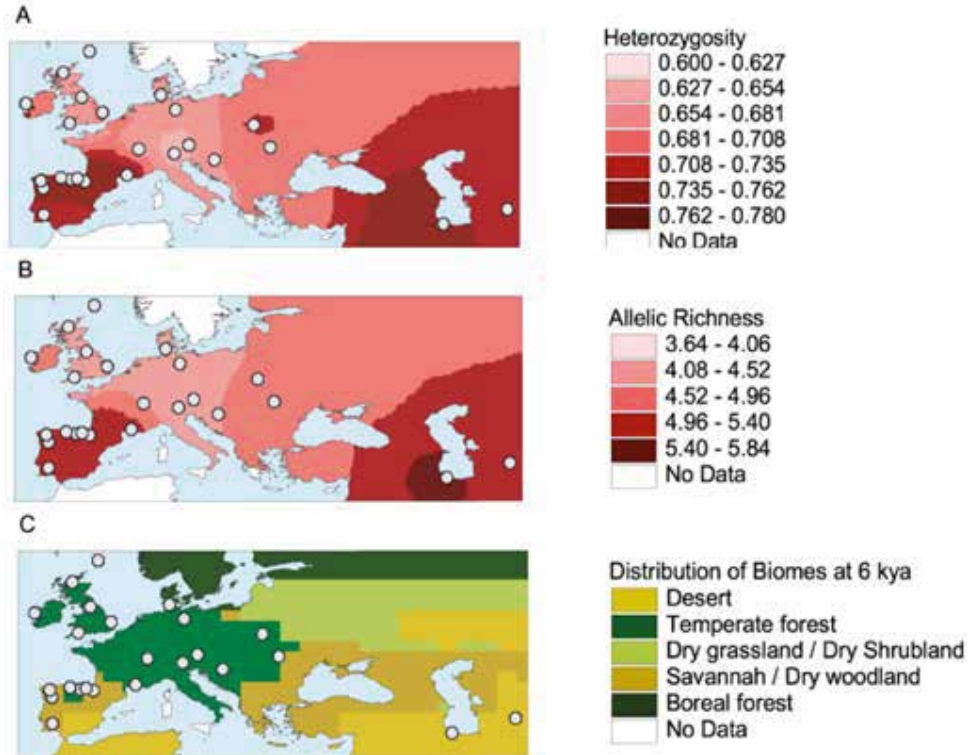 A
Heterozygosity
0.600 - 0.627
0.627 - 0.654
0.654 - 0.681
0.681 - 0.708
0.708 - 0.735
0.735 - 0.762
0.762 - 0.780
No Data
B
Allelic Richness
3.64 - 4.06
4.08 - 4.52
4.52 - 4.96
4.96 - 5.40
5.40 - 5.84
No Data
C
Distribution of Biomes at 6 kya
Desert
Temperate forest
Dry grassland / Dry Shrubland
Savannah / Dry woodland
Boreal forest
No Data